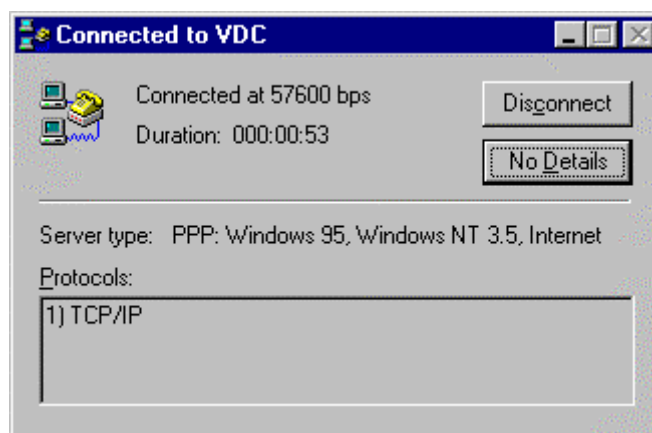 Connected to VDC
Connected at 57600 bps
Disconnect
Duration: 000:00:53
No Details
Server type: PPP: Windows 95, Windows NT 3.5, Internet
Protocols:
1) TCP/IP